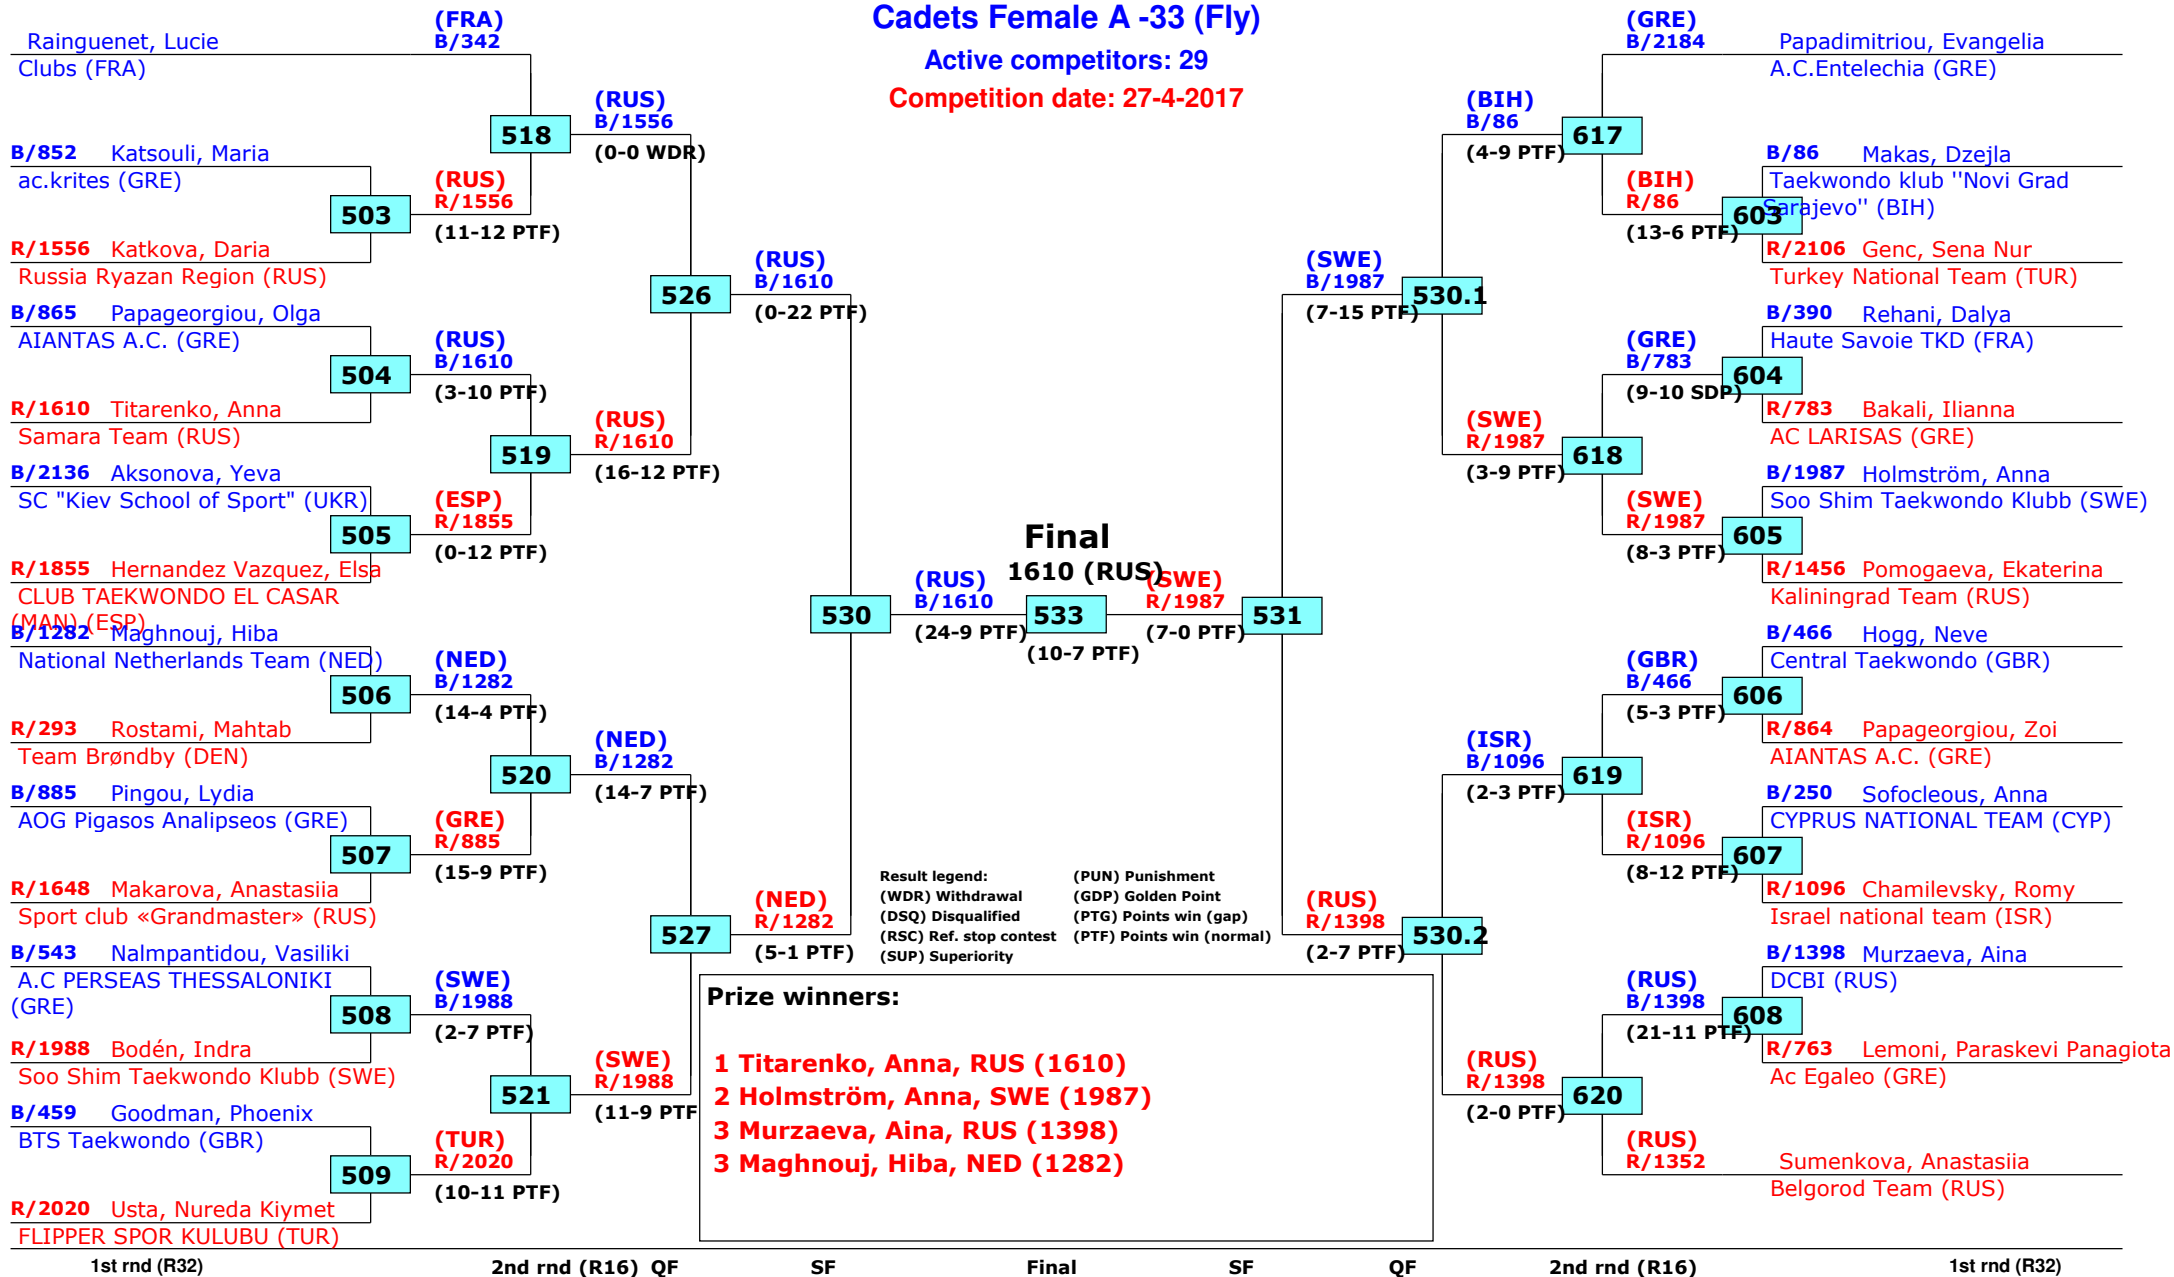 Cadets Female A -33 (Fly)
Active competitors: 29
Competition date: 27-4-2017
Rainguenet, Lucie
Clubs (FRA)
B/852 Katsouli, Maria
ac.krites (GRE)
503
R/1556 Katkova, Daria
Russia Ryazan Region (RUS)
B/865 Papageorgiou, Olga
AIANTAS A.C. (GRE)
504
R/1610 Titarenko, Anna
Samara Team (RUS)
B/2136 Aksonova, Yeva
SC "Kiev School of Sport" (UKR)
505
R/1855 Hernandez Vazquez, Elsa
CLUB TAEKWONDO EL CASAR
(MAN) (ESP)
B/1282 Maghnouj, Hiba
National Netherlands Team (NED)
506
R/293 Rostami, Mahtab
Team Brøndby (DEN)
B/885 Pingou, Lydia
AOG Pigasos Analipseos (GRE)
507
R/1648 Makarova, Anastasiia
Sport club «Grandmaster» (RUS)
B/543 Nalmpantidou, Vasiliki
A.C PERSEAS THESSALONIKI
(GRE)
508
R/1988 Bodén, Indra
Soo Shim Taekwondo Klubb (SWE)
B/459 Goodman, Phoenix
BTS Taekwondo (GBR)
509
R/2020 Usta, Nureda Kiymet
FLIPPER SPOR KULUBU (TUR)
(FRA)
B/342
518
(RUS)
R/1556
(11-12 PTF)
(RUS)
B/1610
(3-10 PTF)
519
(ESP)
R/1855
(0-12 PTF)
(NED)
B/1282
(14-4 PTF)
520
(GRE)
R/885
(15-9 PTF)
(SWE)
B/1988
(2-7 PTF)
521
(TUR)
R/2020
(10-11 PTF)
(RUS)
B/1556
(0-0 WDR)
526
(RUS)
R/1610
(16-12 PTF)
(NED)
B/1282
(14-7 PTF)
527
(SWE)
R/1988
(11-9 PTF
(RUS)
B/1610
(0-22 PTF)
530
(NED)
R/1282
(5-1 PTF)
(RUS)
B/1610
(24-9 PTF)
Final
1610 (RUS)
533
(10-7 PTF)
(SWE)
R/1987
(7-0 PTF)
531
(SWE)
B/1987
(7-15 PTF)
530.1
(RUS)
R/1398
(2-7 PTF)
530.2
(BIH)
B/86
(4-9 PTF)
617
(SWE)
R/1987
(3-9 PTF)
618
(ISR)
B/1096
(2-3 PTF)
619
(RUS)
R/1398
(2-0 PTF)
620
(GRE)
B/2184
(BIH)
R/86
(13-6 PTF)
(GRE)
B/783
(9-10 SDP)
(SWE)
R/1987
(8-3 PTF)
(GBR)
B/466
(5-3 PTF)
(ISR)
R/1096
(8-12 PTF)
(RUS)
B/1398
(21-11 PTF)
(RUS)
R/1352
Papadimitriou, Evangelia
A.C.Entelechia (GRE)
B/86 Makas, Dzejla
Taekwondo klub ''Novi Grad
Sarajevo'' (BIH)
603
R/2106 Genc, Sena Nur
Turkey National Team (TUR)
B/390 Rehani, Dalya
Haute Savoie TKD (FRA)
604
R/783 Bakali, Ilianna
AC LARISAS (GRE)
B/1987 Holmström, Anna
Soo Shim Taekwondo Klubb (SWE)
605
R/1456 Pomogaeva, Ekaterina
Kaliningrad Team (RUS)
B/466 Hogg, Neve
Central Taekwondo (GBR)
606
R/864 Papageorgiou, Zoi
AIANTAS A.C. (GRE)
B/250 Sofocleous, Anna
CYPRUS NATIONAL TEAM (CYP)
607
R/1096 Chamilevsky, Romy
Israel national team (ISR)
B/1398 Murzaeva, Aina
DCBI (RUS)
608
R/763 Lemoni, Paraskevi Panagiota
Ac Egaleo (GRE)
Sumenkova, Anastasiia
Belgorod Team (RUS)
Result legend:
(WDR) Withdrawal
(DSQ) Disqualified
(RSC) Ref. stop contest
(SUP) Superiority
(PUN) Punishment
(GDP) Golden Point
(PTG) Points win (gap)
(PTF) Points win (normal)
Prize winners:
1 Titarenko, Anna, RUS (1610)
2 Holmström, Anna, SWE (1987)
3 Murzaeva, Aina, RUS (1398)
3 Maghnouj, Hiba, NED (1282)
1st rnd (R32) 2nd rnd (R16) QF SF Final SF QF 2nd rnd (R16) 1st rnd (R32)